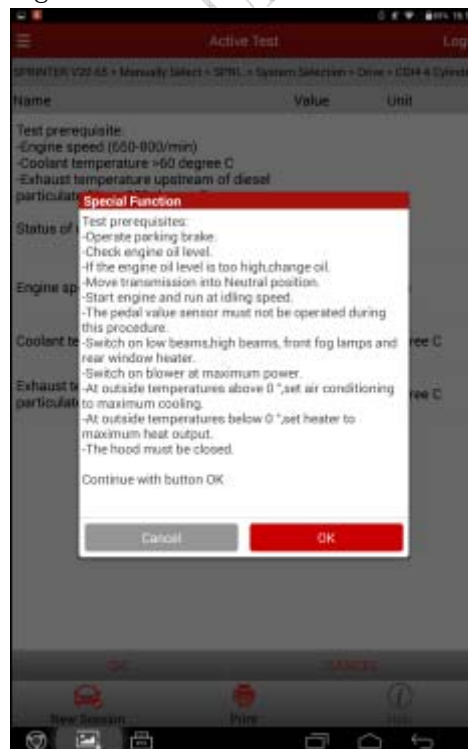 Active Test
Log
SPRINTER V20.65 > Manually Select > SPRI. > System Selection > Drive > CDI4 4 Cylinde
Name Value Unit
Test prerequisite:
-Engine speed (650-800/min)
-Coolant temperature >60 degree C
-Exhaust temperature upstream of diesel
particulat
Special Function
Status of
Engine sp
Coolant te
ree C
Exhaust te
particulat
ree C
Test prerequisites:
-Operate parking brake.
-Check engine oil level.
-If the engine oil level is too high,change oil.
-Move transmission into Neutral position.
-Start engine and run at idling speed.
-The pedal value sensor must not be operated during
this procedure.
-Switch on low beams,high beams, front fog lamps and
rear window heater.
-Switch on blower at maximum power.
-At outside temperatures above 0 °,set air conditioning
to maximum cooling.
-At outside temperatures below 0 °,set heater to
maximum heat output.
-The hood must be closed.
Continue with button OK
Cancel OK
OK CANCEL
New Session Print